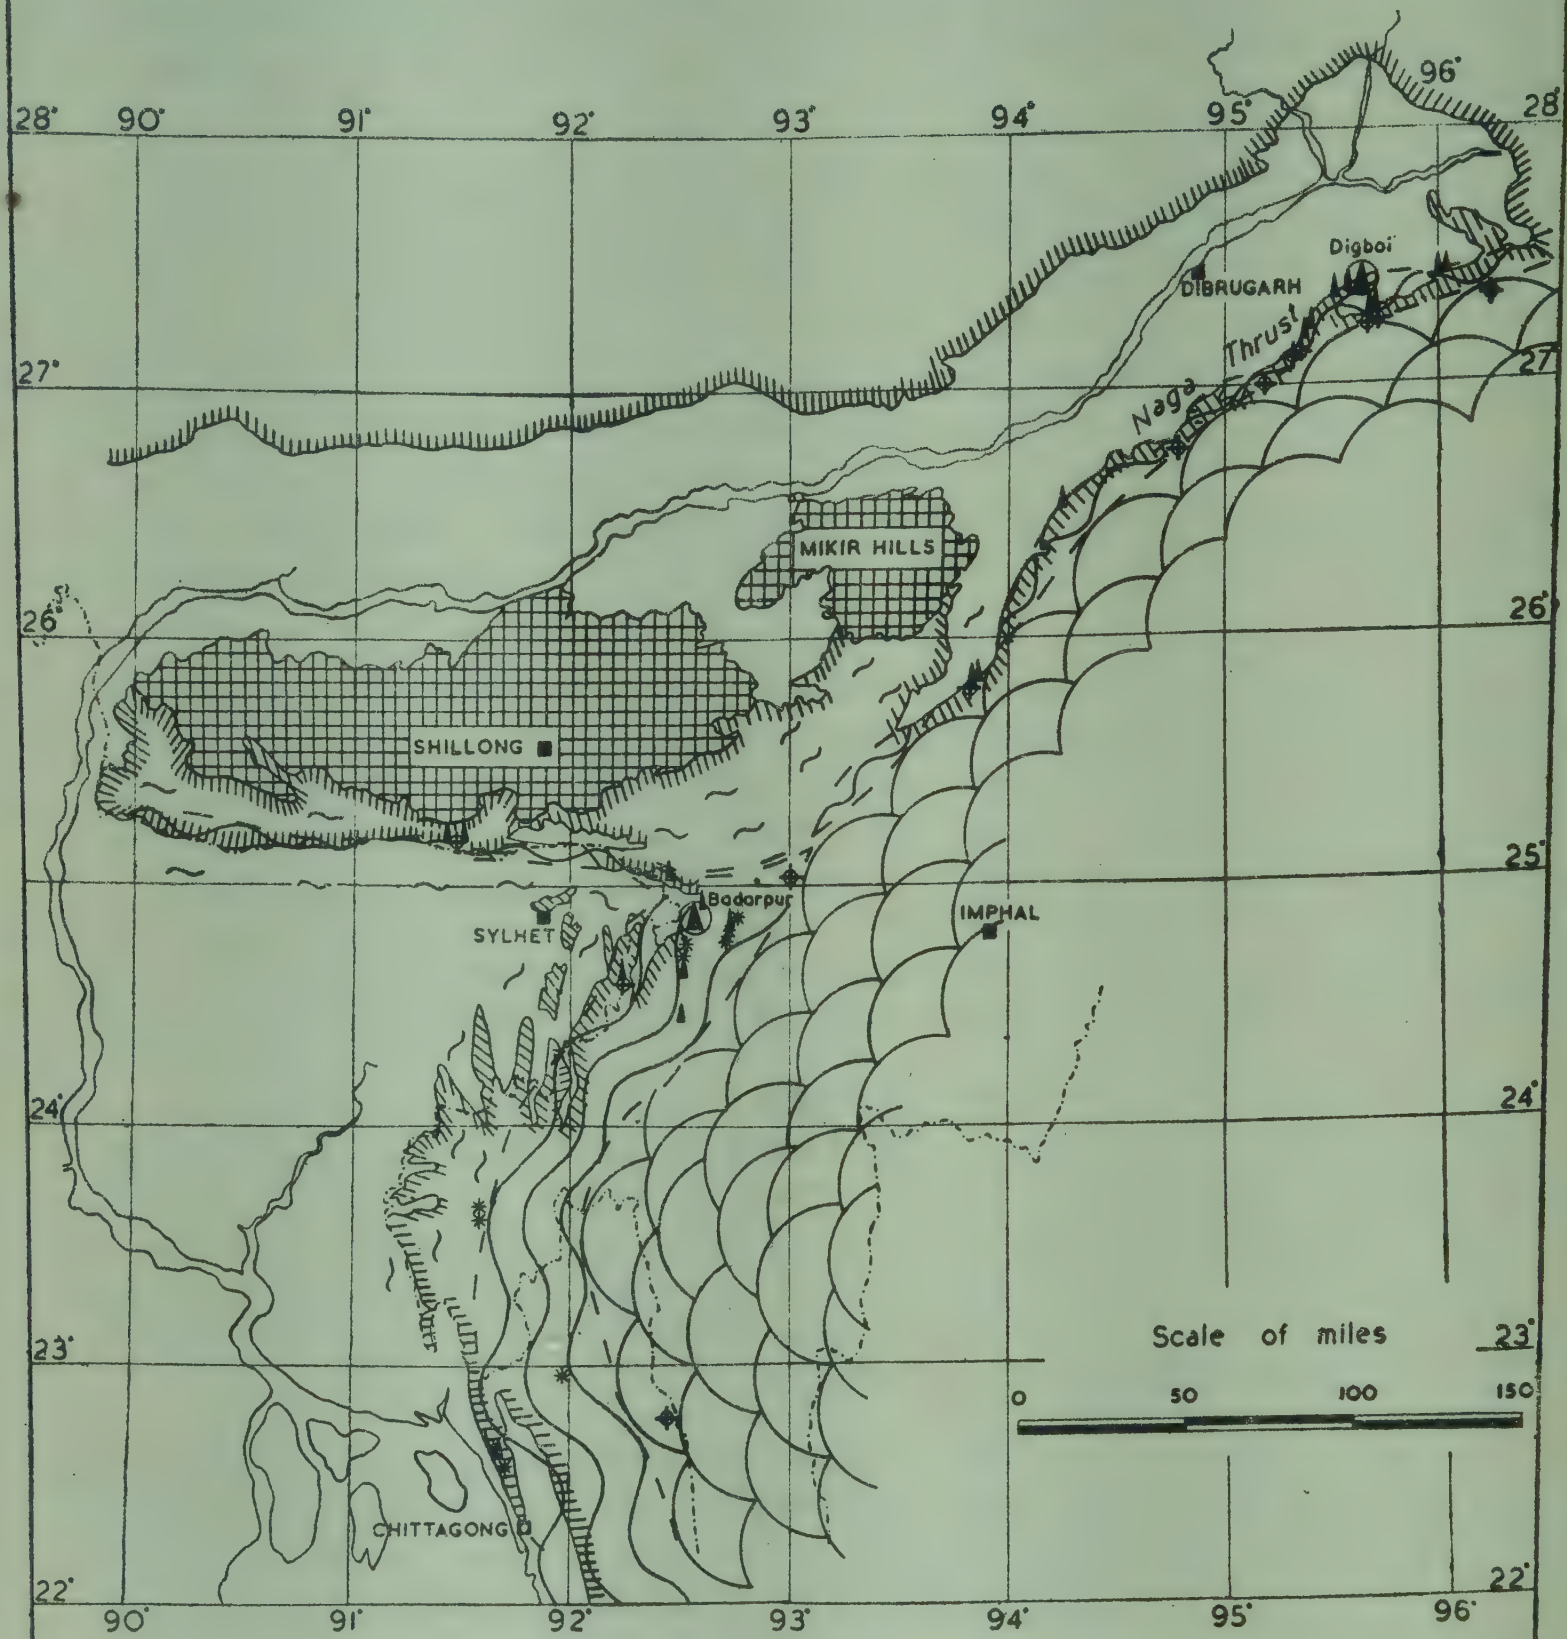 96°
28° 90° 91° 92° 93° 94° 95° 28°
Digboi
DIBRUGARH
Naga Thrust
27° 27°
MIKIR HILLS
26° 26°
SHILLONG
25°
Badarpur
SYLHET
IMPHAL
24° 24°
Scale of miles
23° 23°
0 50 100 150
CHITTAGONG
22° 22°
90° 91° 92° 93° 94° 95° 96°